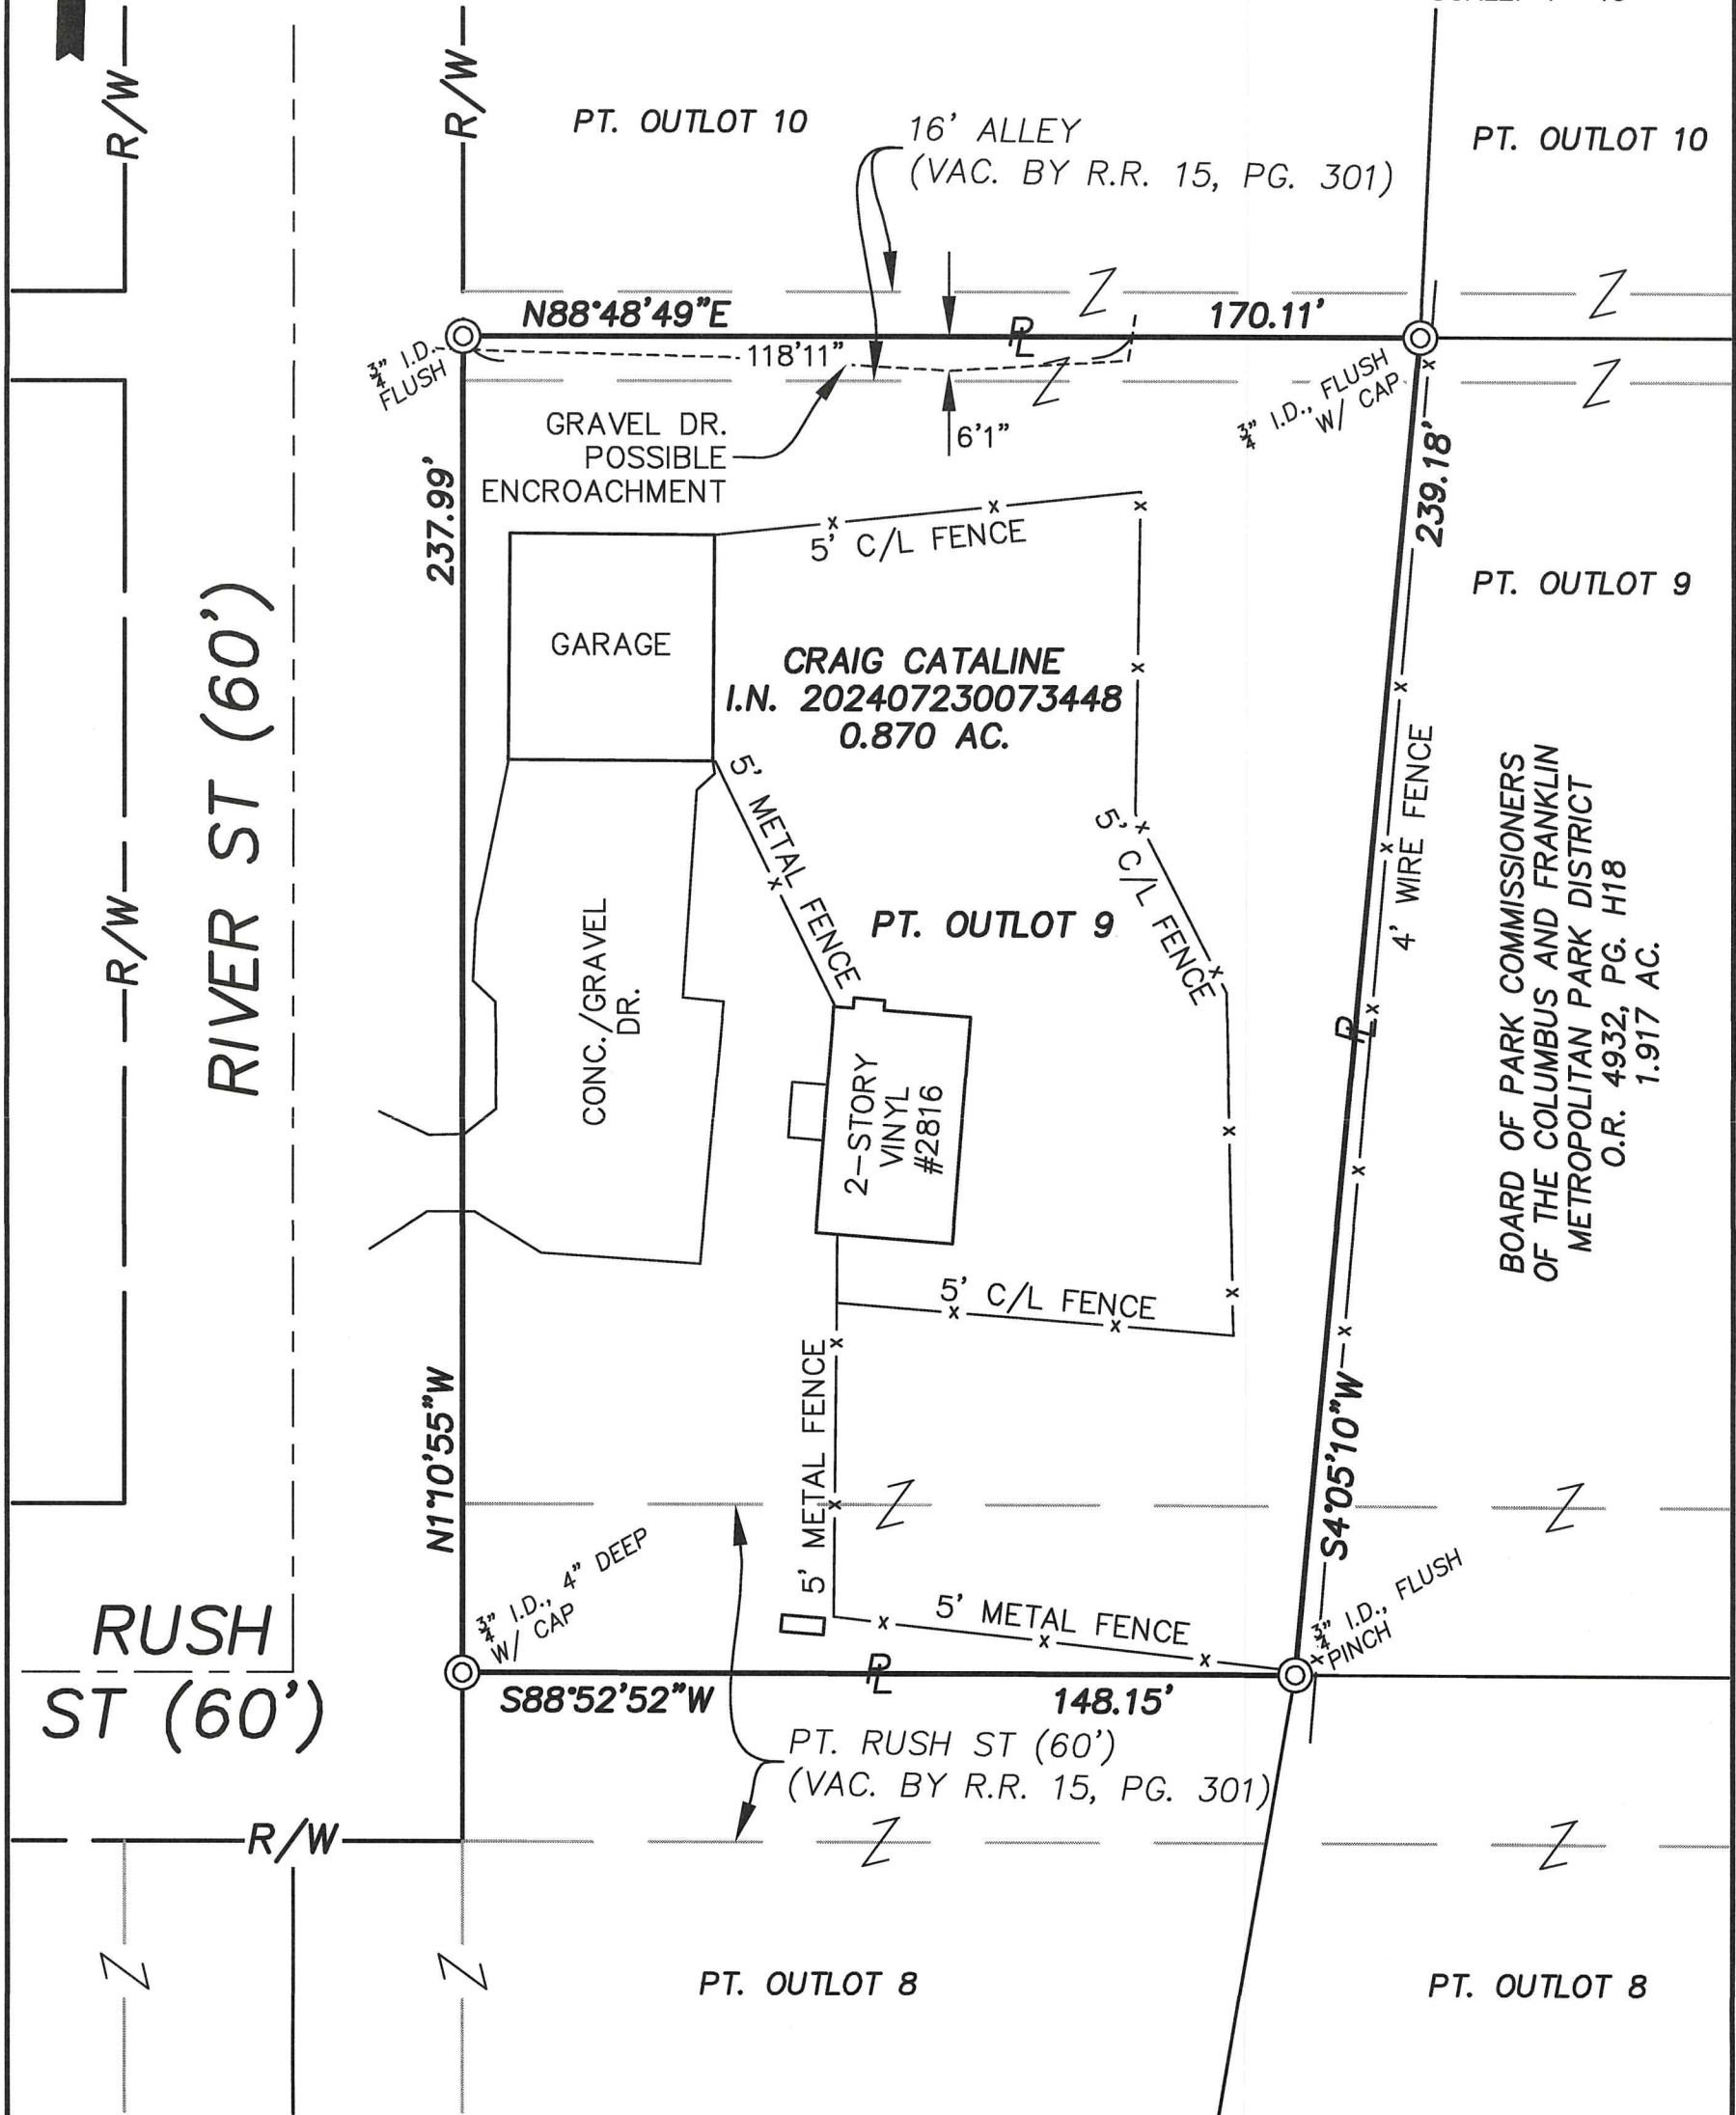 R/W
R/W
PT. OUTLOT 10
16' ALLEY
(VAC. BY R.R. 15, PG. 301)
PT. OUTLOT 10
N88°48'49"E
170.11'
PL
118'11"
3/4" I.D.
FLUSH
3/4" I.D., FLUSH
W/ CAP
GRAVEL DR.
POSSIBLE
ENCROACHMENT
6'1"
237.99'
239.18'
5' C/L FENCE
PT. OUTLOT 9
GARAGE
CRAIG CATALINE
I.N. 202407230073448
0.870 AC.
RIVER ST (60')
5' METAL FENCE
5' C/L FENCE
4' WIRE FENCE
R/W
PT. OUTLOT 9
CONC./GRAVEL
DR.
PL
BOARD OF PARK COMMISSIONERS
OF THE COLUMBUS AND FRANKLIN
METROPOLITAN PARK DISTRICT
O.R. 4932, PG. H18
1.917 AC.
2-STORY
VINYL
#2816
5' C/L FENCE
5' METAL FENCE
N1°10'55"W
S4°05'10"W
3/4" I.D., 4" DEEP
W/ CAP
5' METAL FENCE
3/4" I.D., FLUSH
PINCH
RUSH
ST (60')
PL
S88°52'52"W
148.15'
PT. RUSH ST (60')
(VAC. BY R.R. 15, PG. 301)
R/W
PT. OUTLOT 8
PT. OUTLOT 8